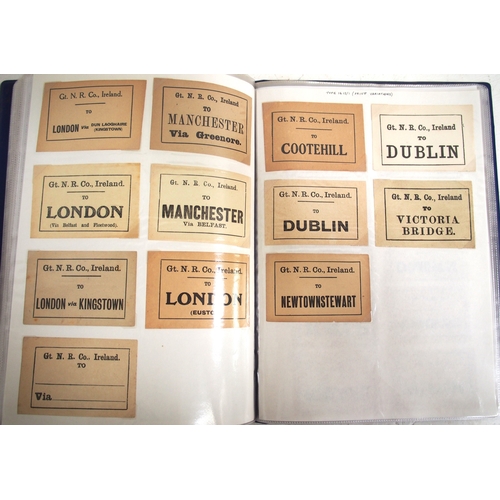 Gt. N. R. Co., Ireland.
TO
LONDON via DUN LAOGHAIRE
(KINGSTOWN)
Gt. N. R. Co., Ireland
TO
MANCHESTER
Via Greenore.
Gt. N. R. Co., Ireland.
TO
LONDON
(Via Belfast and Fleetwood).
Gt. N. R. Co., Ireland.
TO
MANCHESTER
Via BELFAST.
Gt. N. R. Co., Ireland.
TO
LONDON via KINGSTOWN
Gt. N. R. Co., Ireland.
TO
LONDON
(EUSTO
Gt. N. R. Co., Ireland.
TO
Via
Gt. N. R. Co., Ireland.
TO
COOTEHILL
Gt. N. R. Co., Ireland.
TO
DUBLIN
Gt. N. R. Co., Ireland.
TO
DUBLIN
Gt. N. R. Co., Ireland.
TO
VICTORIA
BRIDGE.
Gt. N. R. Co., Ireland.
TO
NEWTOWNSTEWART